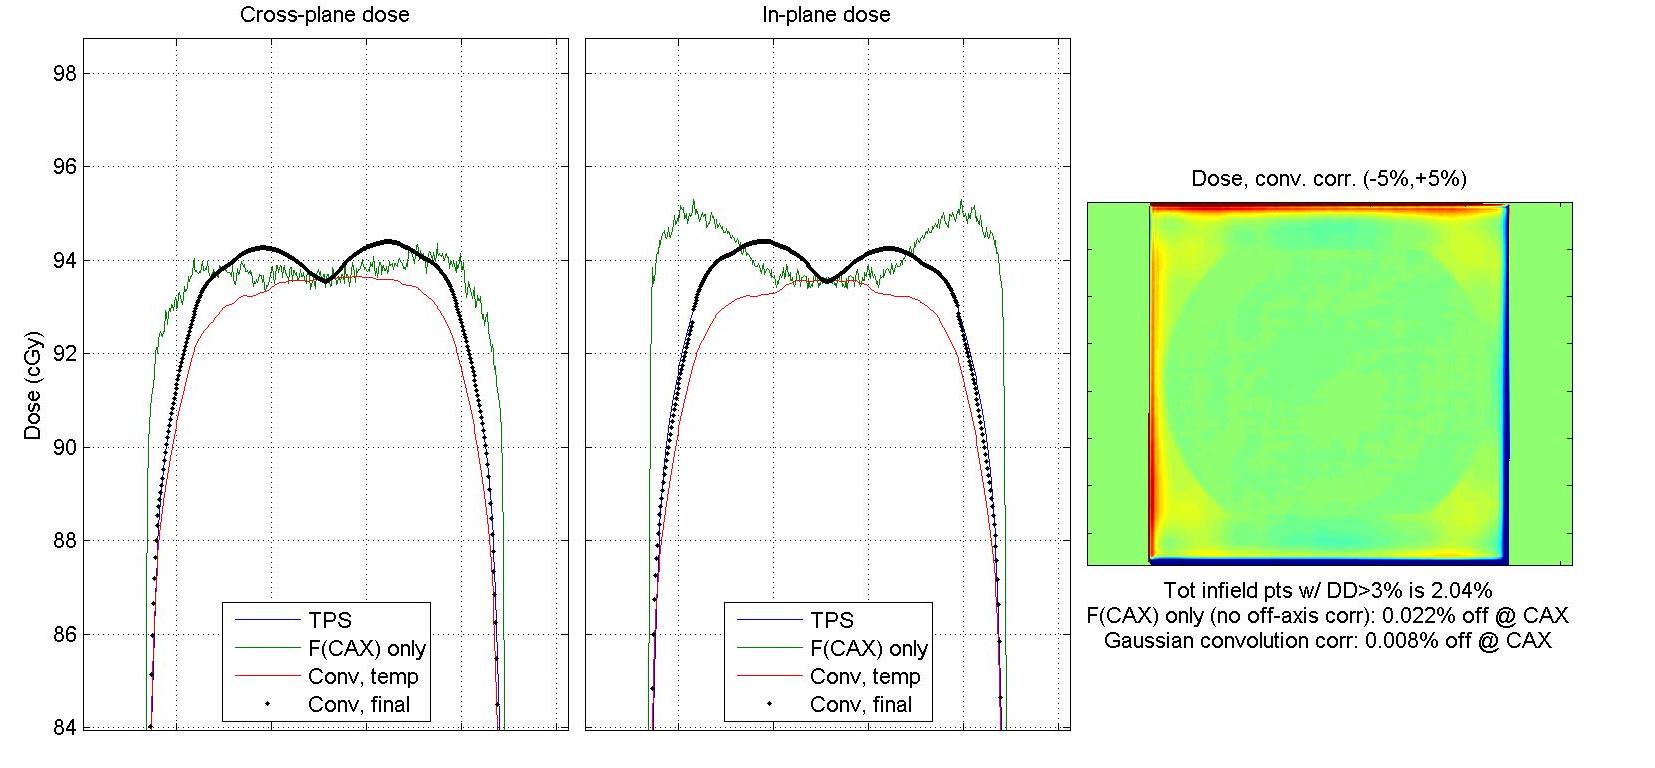 Cross-plane dose
In-plane dose
98
96
94
92
90
88
86
84
Dose (cGy)
TPS
F(CAX) only
Conv, temp
Conv, final
TPS
F(CAX) only
Conv, temp
Conv, final
Dose, conv. corr. (-5%,+5%)
Tot infield pts w/ DD>3% is 2.04%
F(CAX) only (no off-axis corr): 0.022% off @ CAX
Gaussian convolution corr: 0.008% off @ CAX